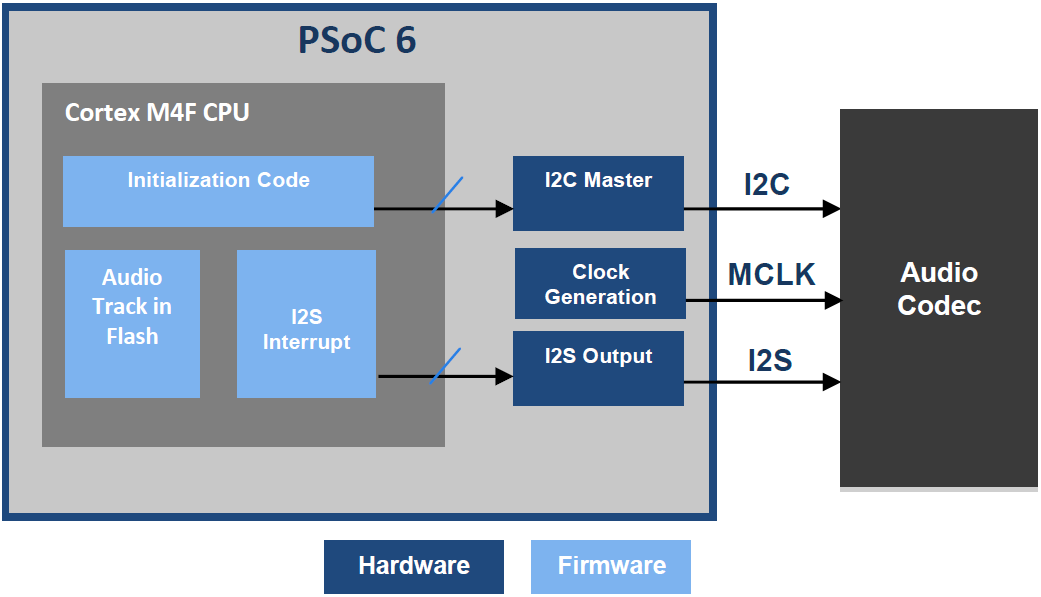 PSoC 6
Cortex M4F CPU
Initialization Code
I2C Master
I2C
Audio
Track in
Flash
I2S
Interrupt
Clock
Generation
MCLK
I2S Output
I2S
Audio
Codec
Hardware
Firmware